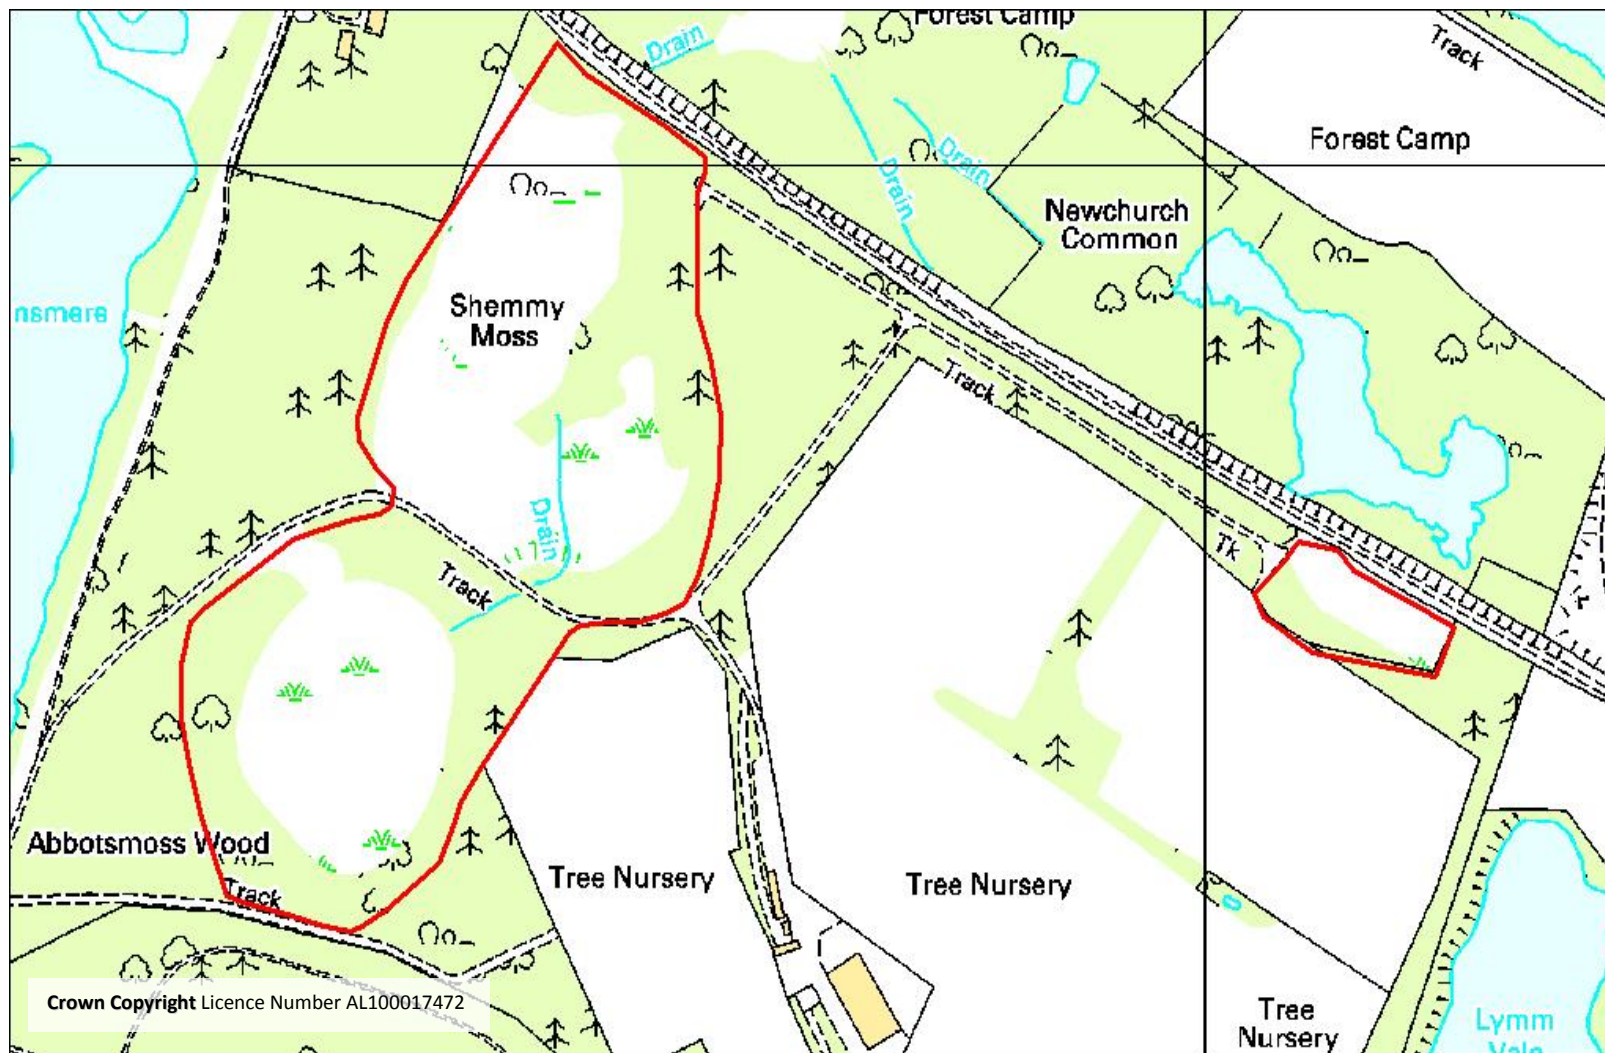 Forest Camp
Drain
Track
Forest Camp
Drain
Drain
Newchurch
Common
Shemmy
Moss
nsmere
Track
Drain
Tk
Track
Abbotsmoss Wood
Track
Tree Nursery
Tree Nursery
Crown Copyright Licence Number AL100017472
Tree
Nursery
Lymm
Vale